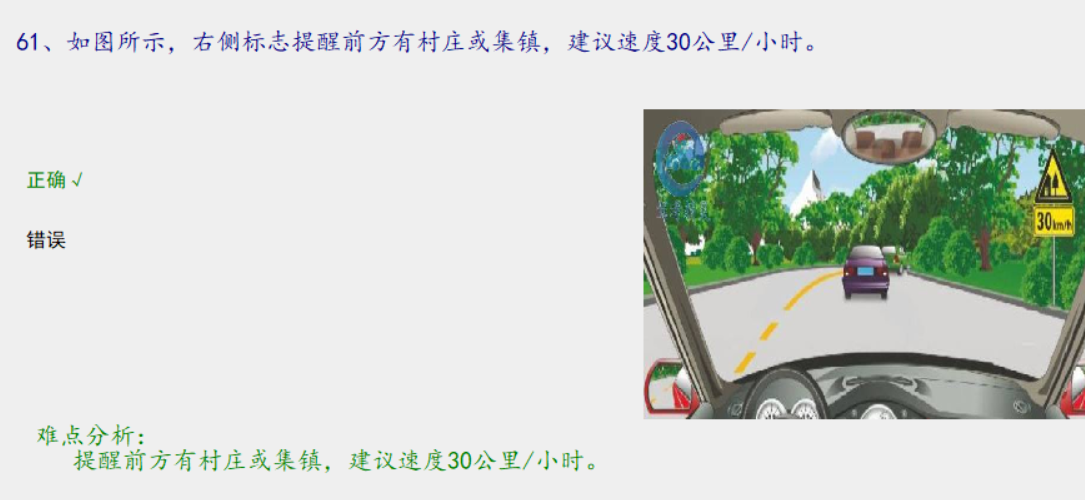 61、如图所示，右侧标志提醒前方有村庄或集镇，建议速度30公里/小时。
正确 √
错误
30km/h
难点分析：
提醒前方有村庄或集镇，建议速度30公里/小时。